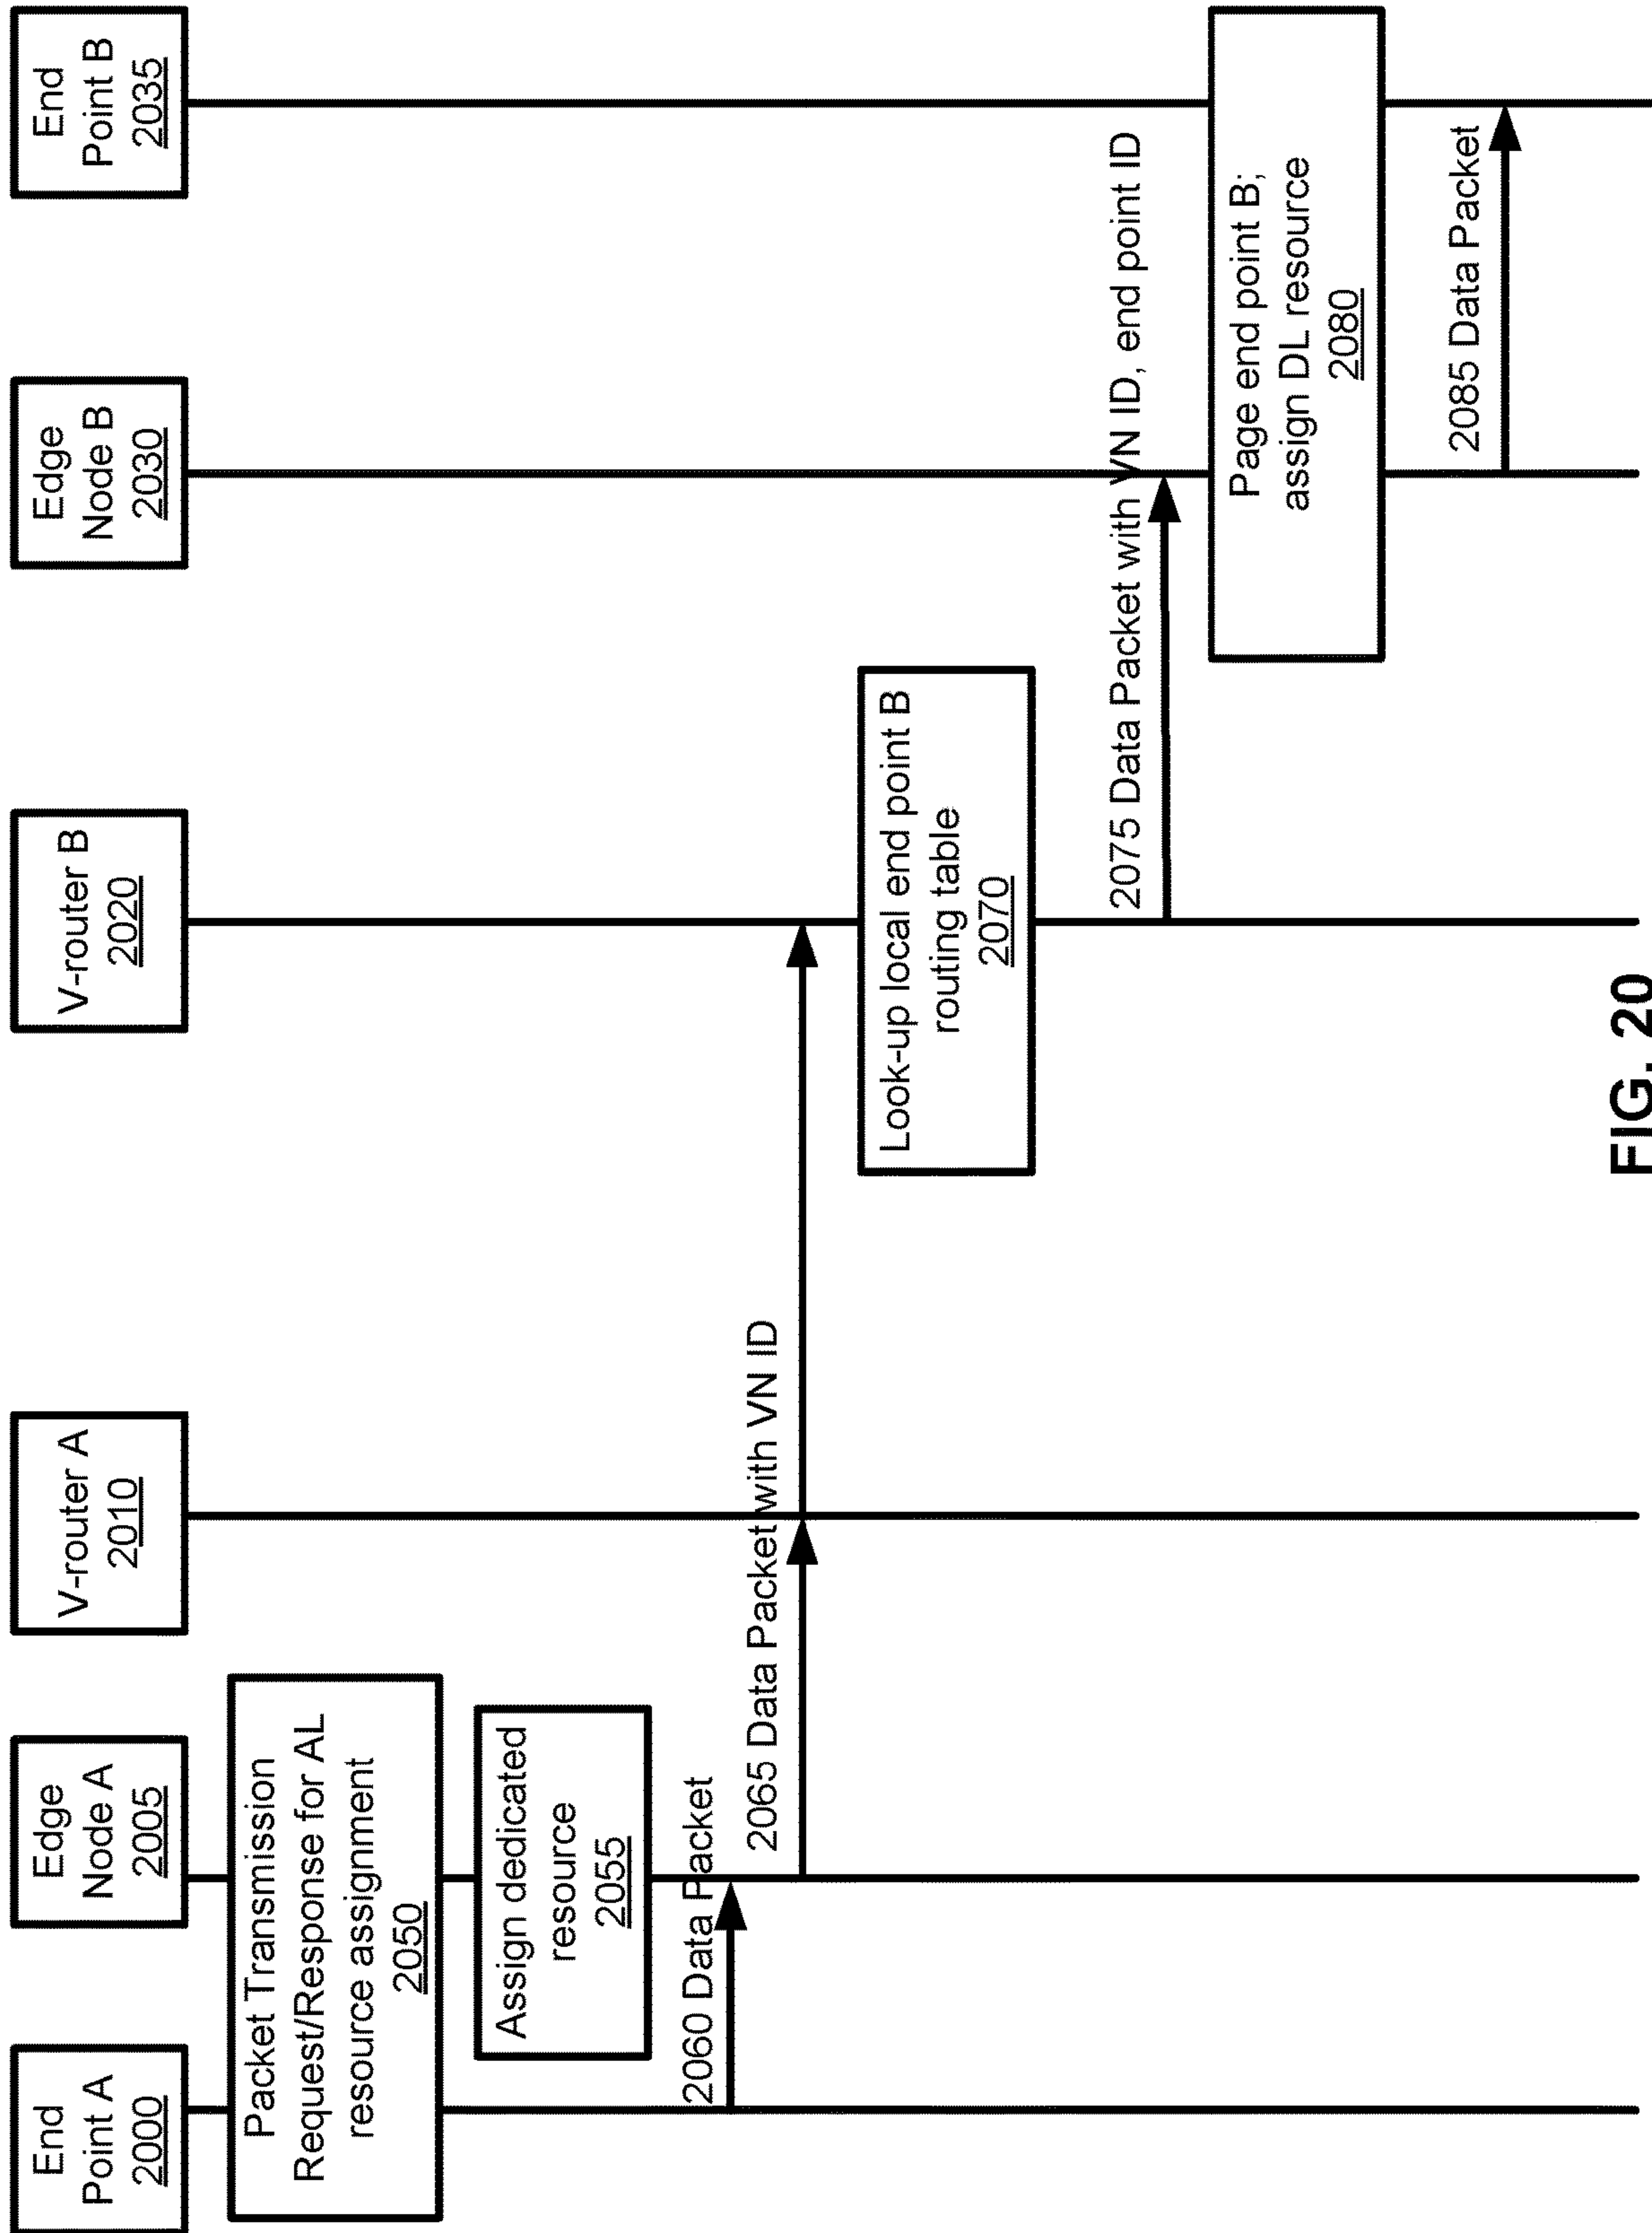 End
Point A
2000
Edge
Node A
2005
V-router A
2010
V-router B
2020
Edge
Node B
2030
End
Point B
2035
Packet Transmission
Request/Response for AL
resource assignment
2050
Assign dedicated
resource
2055
2060 Data Packet
2065 Data Packet with VN ID
Look-up local end point B
routing table
2070
2075 Data Packet with VN ID, end point ID
Page end point B;
assign DL resource
2080
2085 Data Packet
FIG. 20